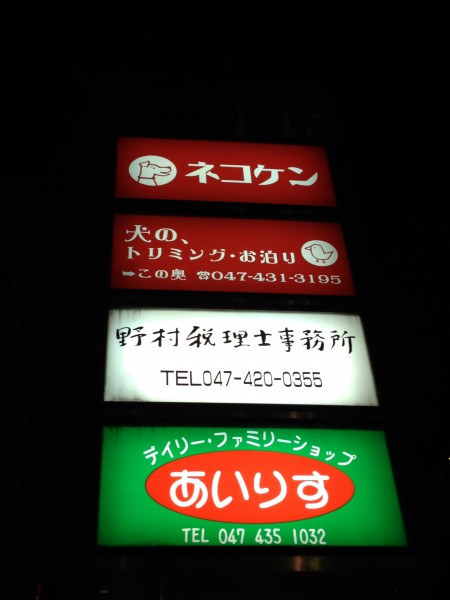 ネコケン
犬の、
トリミング・お泊り
➡この奥 ☎047-431-3195
野村税理士事務所
TEL047-420-0355
デイリー・ファミリーショップ
あいりす
TEL 047 435 1032